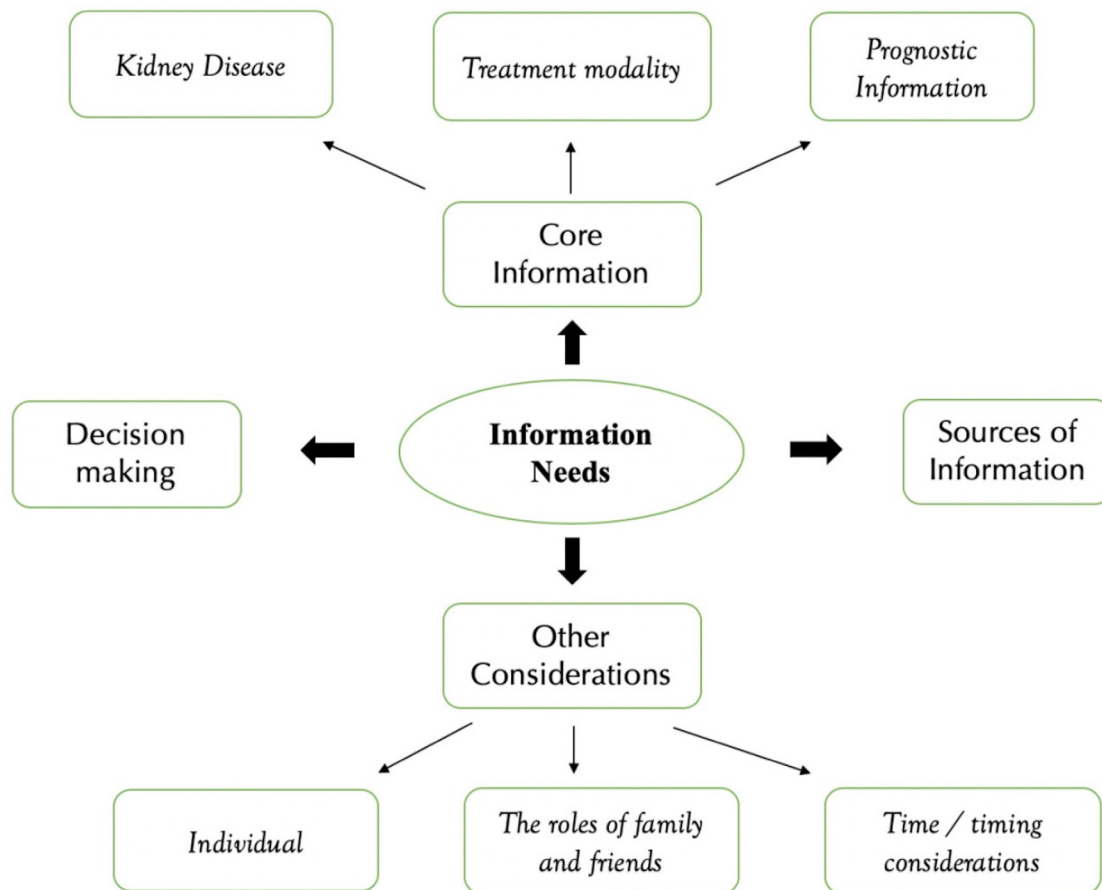 Kidney Disease
Treatment modality
Prognostic
Information
Core
Information
Decision
making
Information
Needs
Sources of
Information
Other
Considerations
Individual
The roles of family
and friends
Time / timing
considerations